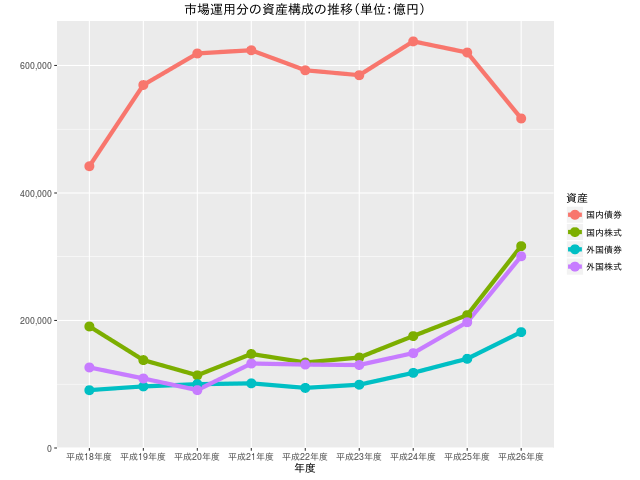 市場運用分の資産構成の推移(単位:億円)
600,000
400,000
200,000
0
平成18年度 平成19年度 平成20年度 平成21年度 平成22年度 平成23年度 平成24年度 平成25年度 平成26年度
年度
資産
国内債券
国内株式
外国債券
外国株式